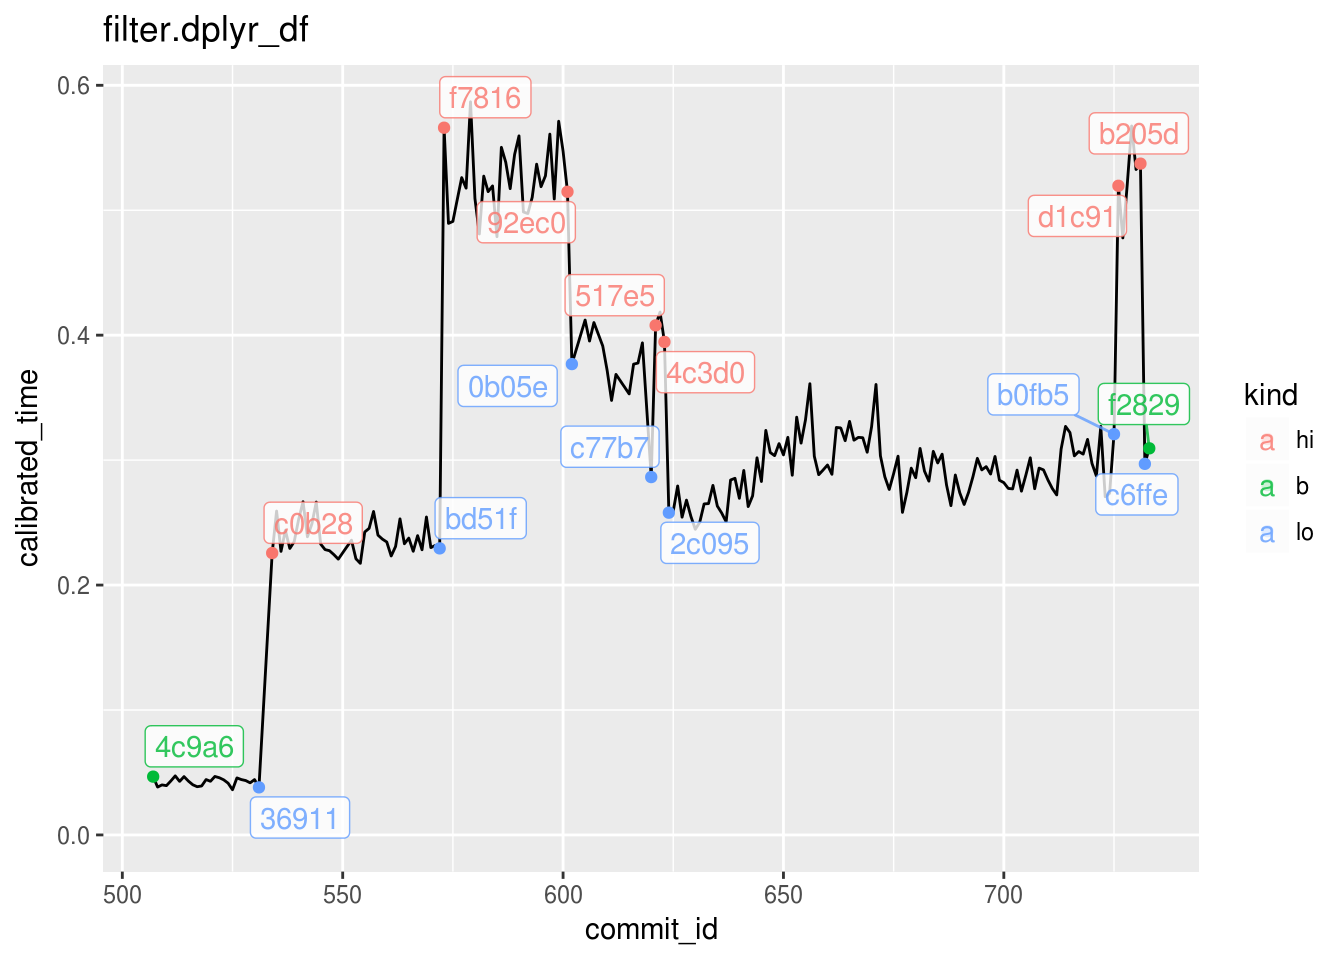 filter.dplyr_df
0.6
0.4
0.2
0.0
calibrated_time
f7816
92ec0
517e5
4c3d0
0b05e
c77b7
2c095
bd51f
c0b28
4c9a6
36911
b205d
d1c91
b0fb5
f2829
c6ffe
500
550
600
650
700
commit_id
kind
a hi
a b
a lo